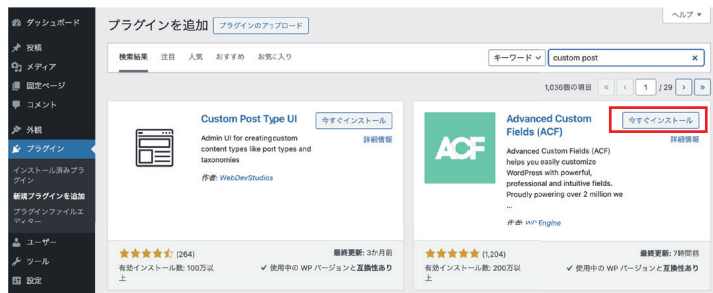 ヘルプ ▼
ダッシュボード
投稿
メディア
固定ページ
コメント
外観
プラグイン
インストール済みプラ
グイン
新規プラグインを追加
プラグインファイルエ
ディター
ユーザー
ツール
設定
プラグインを追加 プラグインのアップロード
検索結果 注目 人気 おすすめ お気に入り キーワード custom post ×
1,036個の項目 « ‹ 1 / 29 › »
Custom Post Type UI
今すぐインストール
詳細情報
Admin UI for creating custom
content types like post types and
taxonomies
作者: WebDevStudios
(264)
最終更新: 3か月前
有効インストール数: 100万以
上
✓ 使用中の WP バージョンと互換性あり
ACF
Advanced Custom
Fields (ACF)
今すぐインストール
詳細情報
Advanced Custom Fields (ACF)
helps you easily customize
WordPress with powerful,
professional and intuitive fields.
Proudly powering over 2 million we
...
作者: WP Engine
(1,204)
最終更新: 7時間前
有効インストール数: 200万以
上
✓ 使用中の WP バージョンと互換性あり